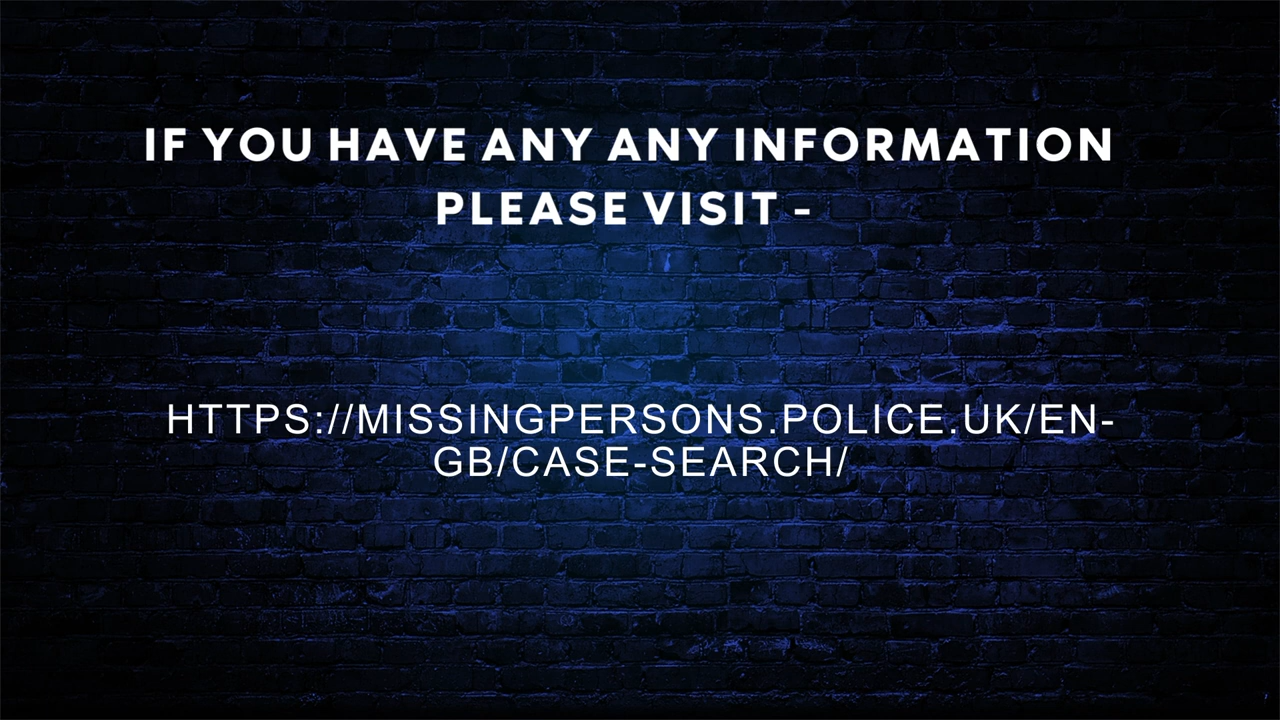 IF YOU HAVE ANY ANY INFORMATION
PLEASE VISIT -
HTTPS://MISSINGPERSONS.POLICE.UK/EN-
GB/CASE-SEARCH/